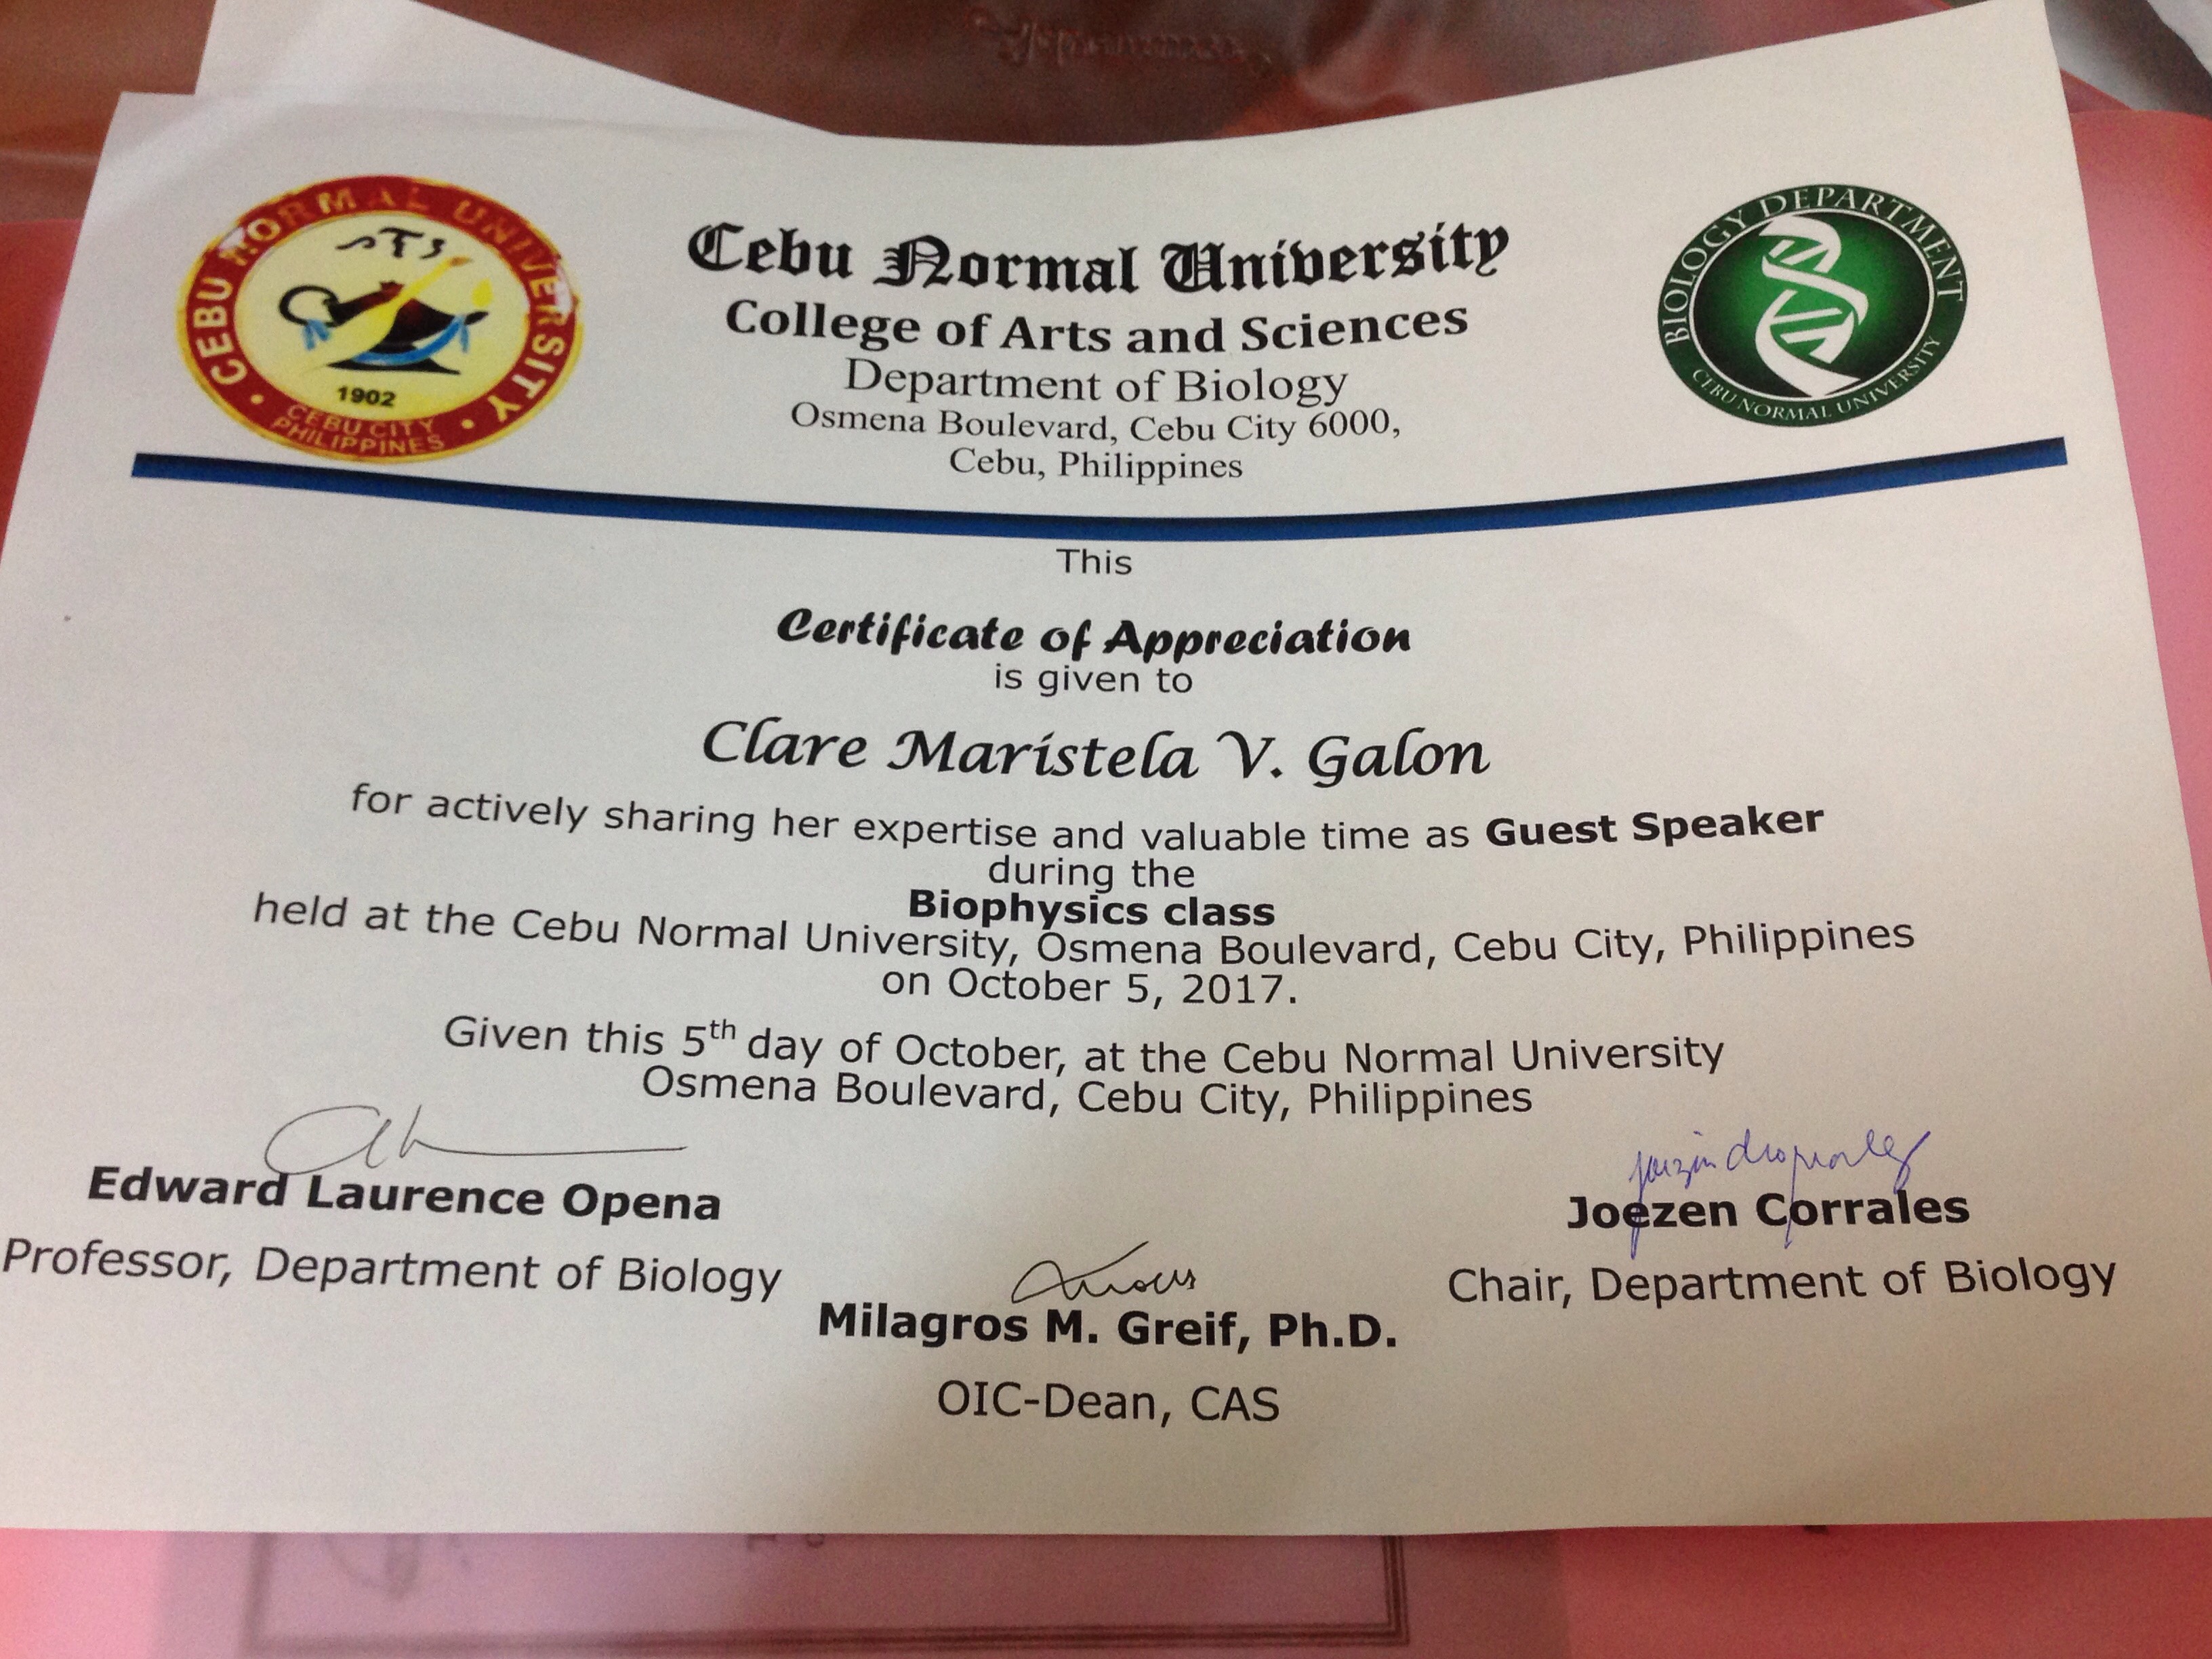 CEBU NORMAL UNIVERSITY
1902
CEBU CITY
PHILIPPINES
Cebu Normal University
College of Arts and Sciences
Department of Biology
Osmena Boulevard, Cebu City 6000,
Cebu, Philippines
BIOLOGY DEPARTMENT
CEBU NORMAL UNIVERSITY
This
Certificate of Appreciation
is given to
Clare Maristela V. Galon
for actively sharing her expertise and valuable time as Guest Speaker
during the
Biophysics class
held at the Cebu Normal University, Osmena Boulevard, Cebu City, Philippines
on October 5, 2017.
Given this 5th day of October, at the Cebu Normal University
Osmena Boulevard, Cebu City, Philippines
Edward Laurence Opena
Professor, Department of Biology
Joezen Corrales
Chair, Department of Biology
Milagros M. Greif, Ph.D.
OIC-Dean, CAS